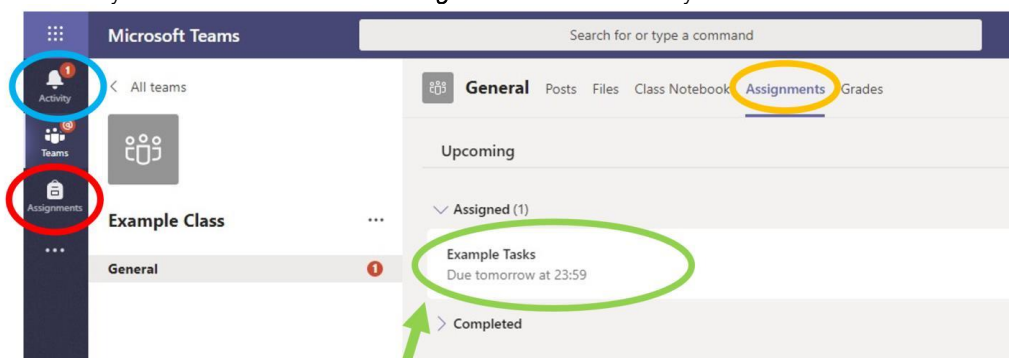 Microsoft Teams
Search for or type a command
1
Activity
Teams
Assignments
All teams
Example Class
General
1
General Posts Files Class Notebook Assignments Grades
Upcoming
Assigned (1)
Example Tasks
Due tomorrow at 23:59
Completed